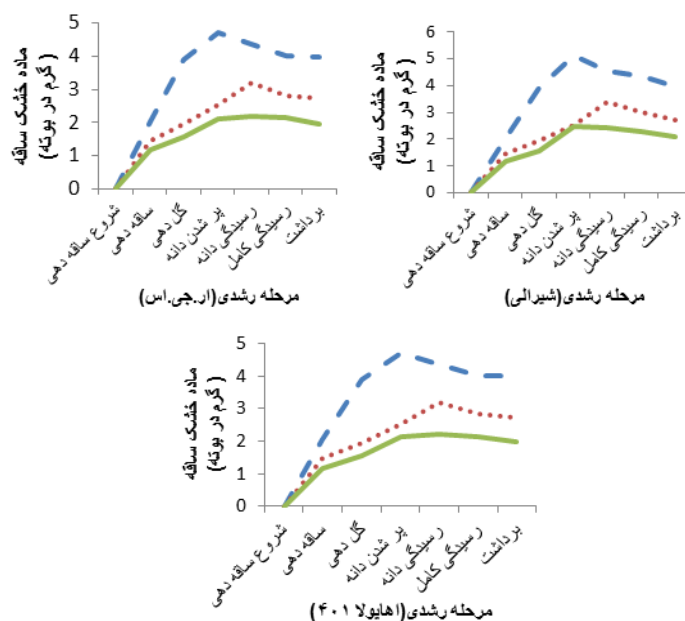 ماده خشک ساقه
(گرم در بوته)
5
4
3
2
1
0
شروع ساقه دهی
ساقه دهی
گل دهی
پر شدن دانه
رسیدگی دانه
رسیدگی کامل
برداشت
مرحله رشدی(ار.جی.اس)
ماده خشک ساقه
(گرم در بوته)
6
5
4
3
2
1
0
شروع ساقه دهی
ساقه دهی
گل دهی
پر شدن دانه
رسیدگی دانه
رسیدگی کامل
برداشت
مرحله رشدی(شیرالی)
ماده خشک ساقه
(گرم در بوته)
5
4
3
2
1
0
شروع ساقه دهی
ساقه دهی
گل دهی
پر شدن دانه
رسیدگی دانه
رسیدگی کامل
برداشت
مرحله رشدی(اهایولا ۴۰۱)